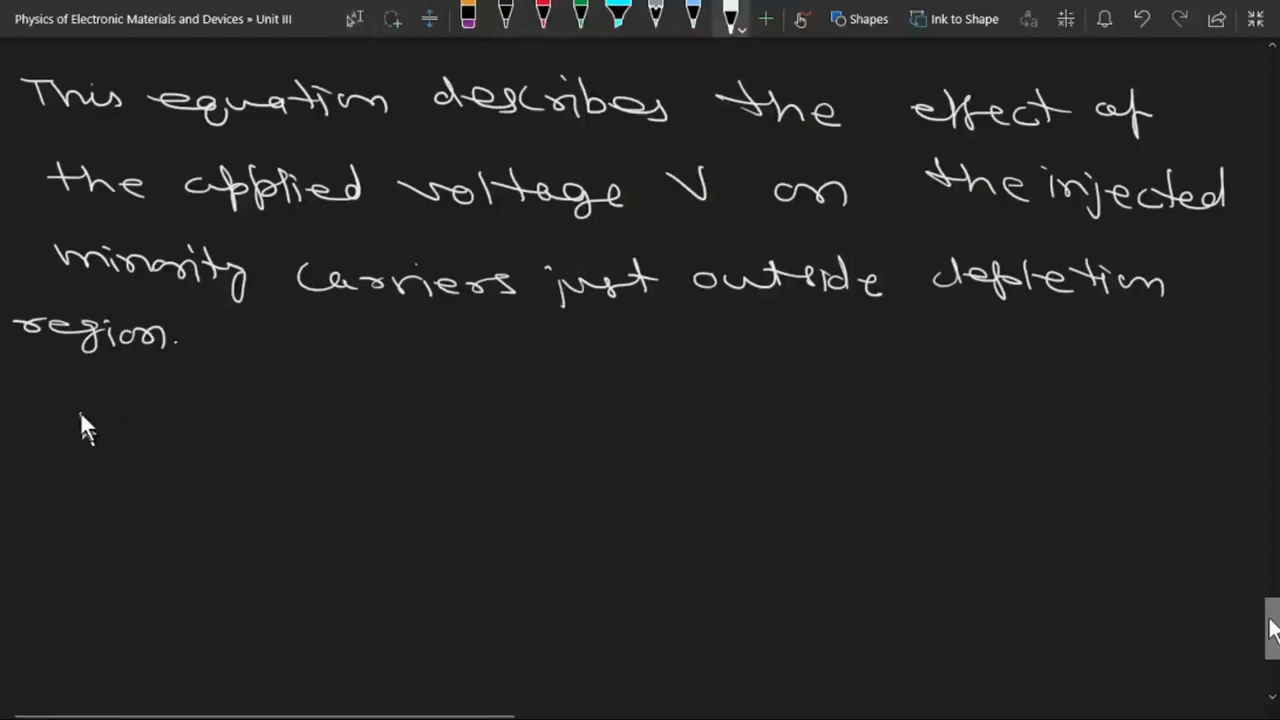 Physics of Electronic Materials and Devices » Unit III
Shapes
Ink to Shape
This equation describes the effect of
the applied voltage V on the injected
minority carriers just outside depletion
region.